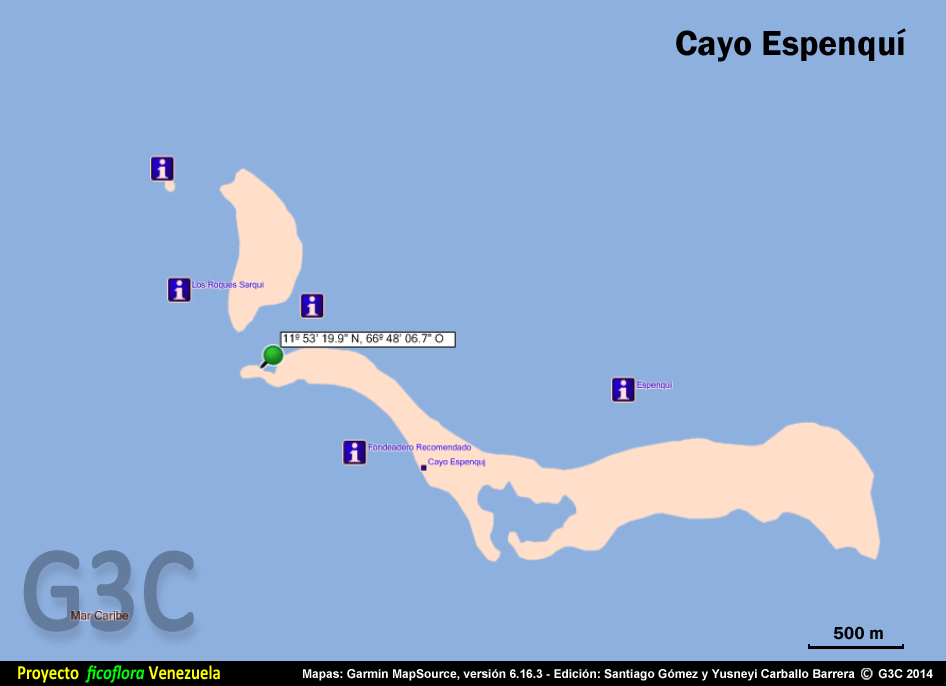 Cayo Espenquí
i
i
Los Roques Sarqui
i
11º 53' 19.9" N, 66º 48' 06.7" O
i
Espenquí
i
Fondeadero Recomendado
Cayo Espenquj
G3C
Mar Caribe
500 m
Proyecto ficoflora Venezuela
Mapas: Garmin MapSource, versión 6.16.3 - Edición: Santiago Gómez y Yusneyi Carballo Barrera © G3C 2014